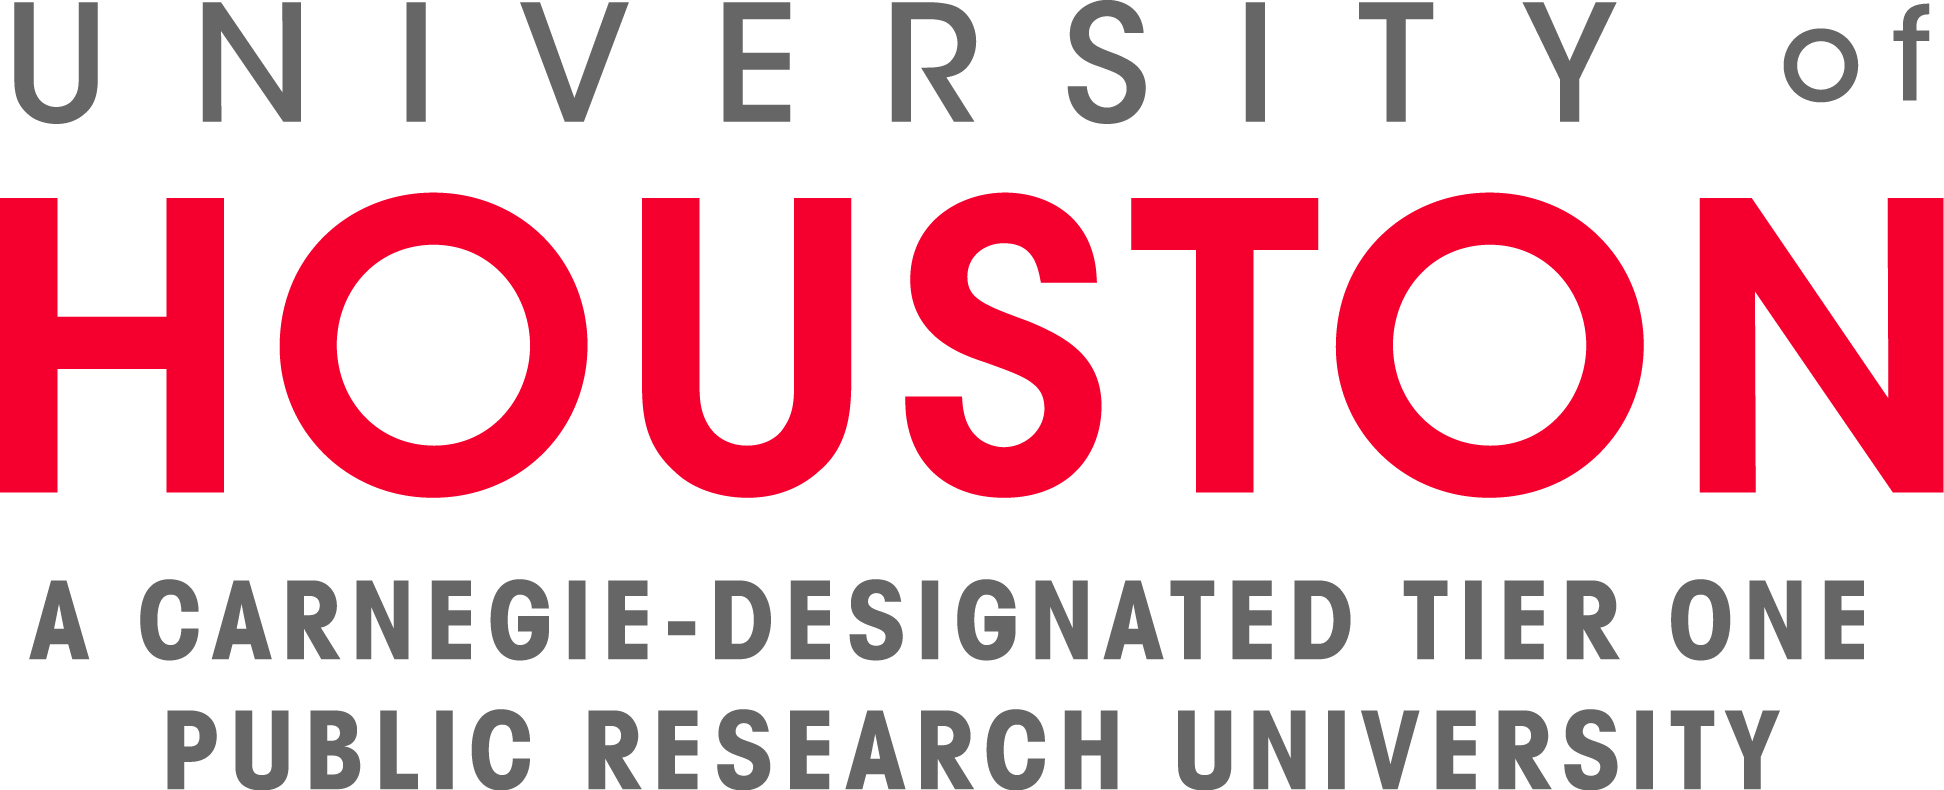 UNIVERSITY of
HOUSTON
A CARNEGIE-DESIGNATED TIER ONE
PUBLIC RESEARCH UNIVERSITY